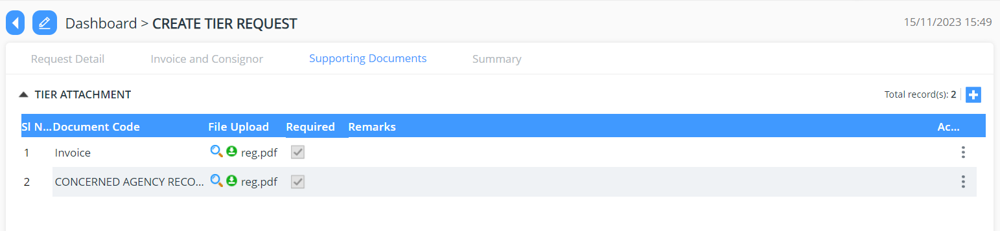 Dashboard > CREATE TIER REQUEST
15/11/2023 15:49
Request Detail Invoice and Consignor Supporting Documents Summary
TIER ATTACHMENT
Total record(s): 2
Sl N... Document Code File Upload Required Remarks Ac...
1 Invoice reg.pdf
2 CONCERNED AGENCY RECO... reg.pdf